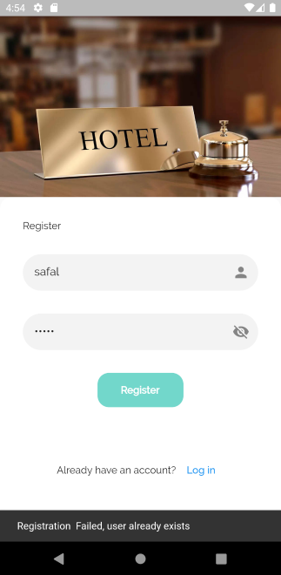 4:54
HOTEL
Register
safal
•••••
Register
Already have an account? Log in
Registration Failed, user already exists